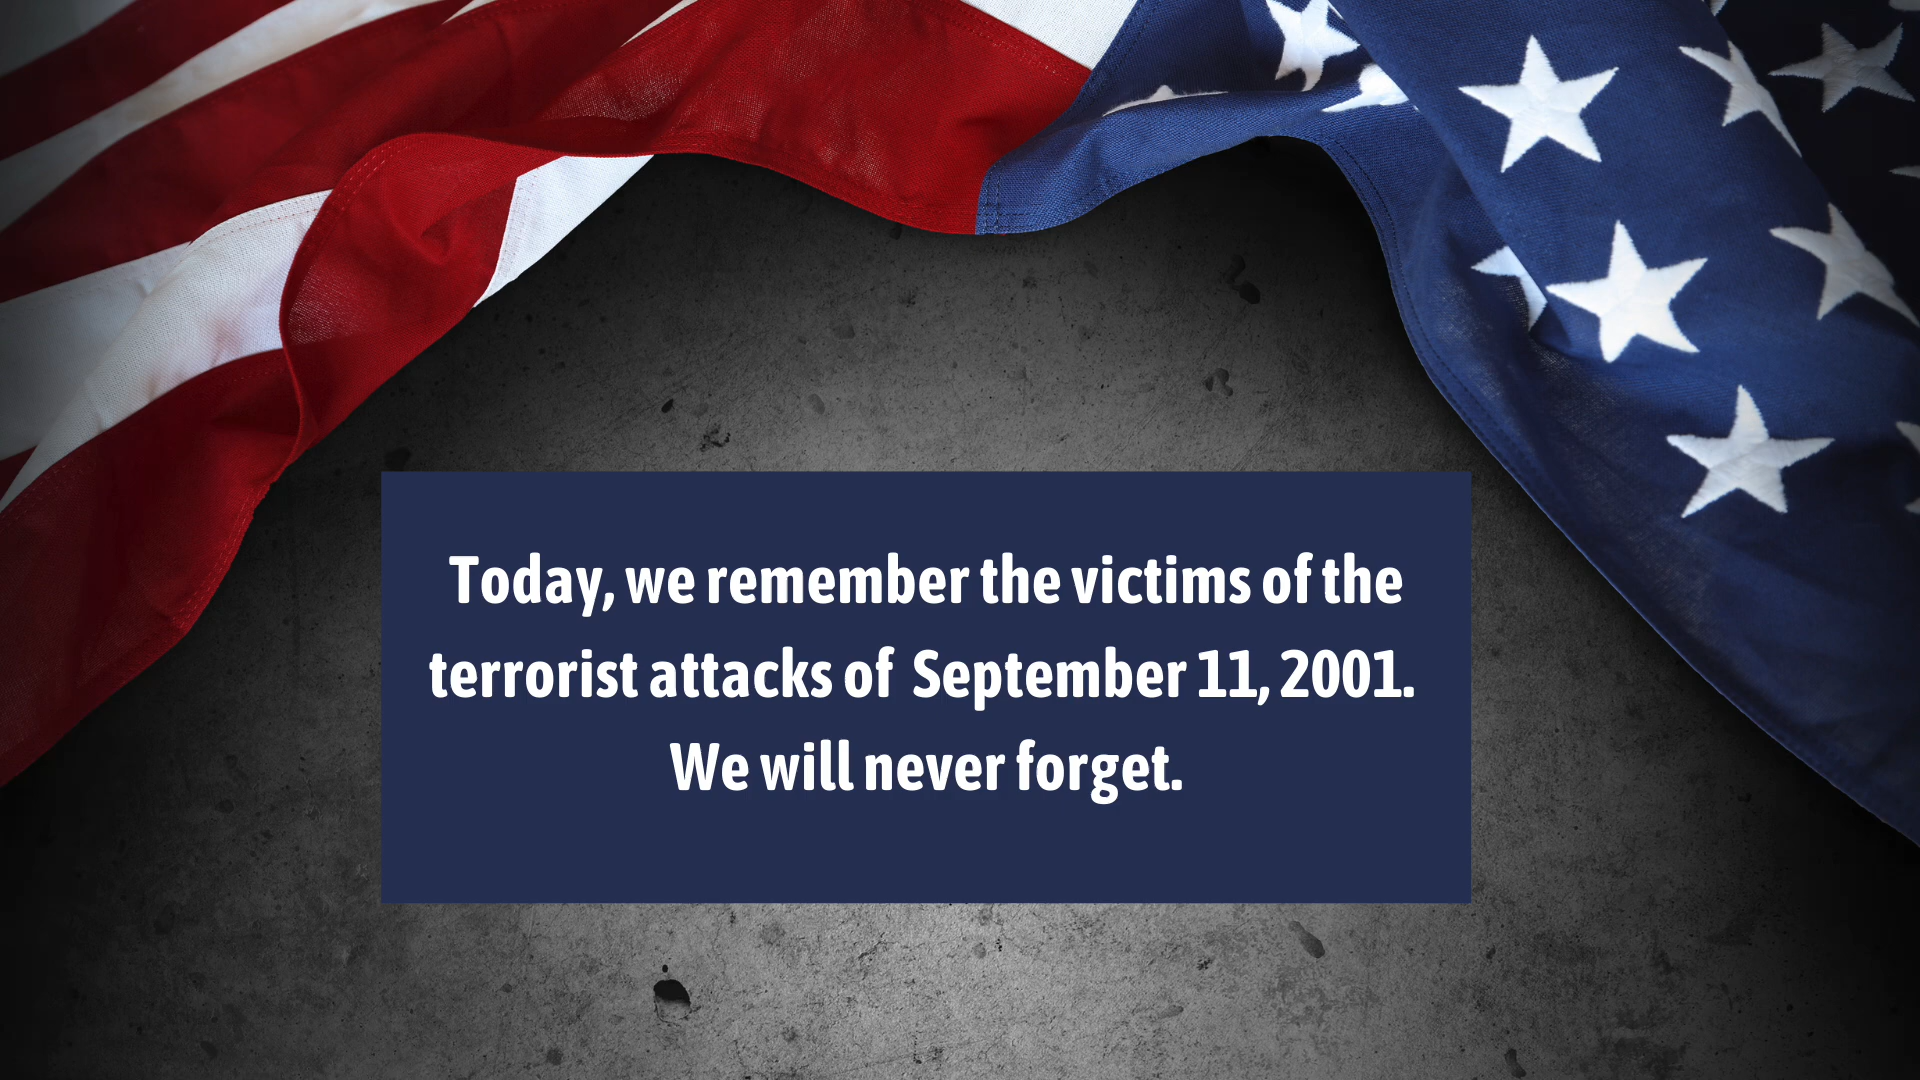 Today, we remember the victims of the
terrorist attacks of  September 11, 2001.
We will never forget.